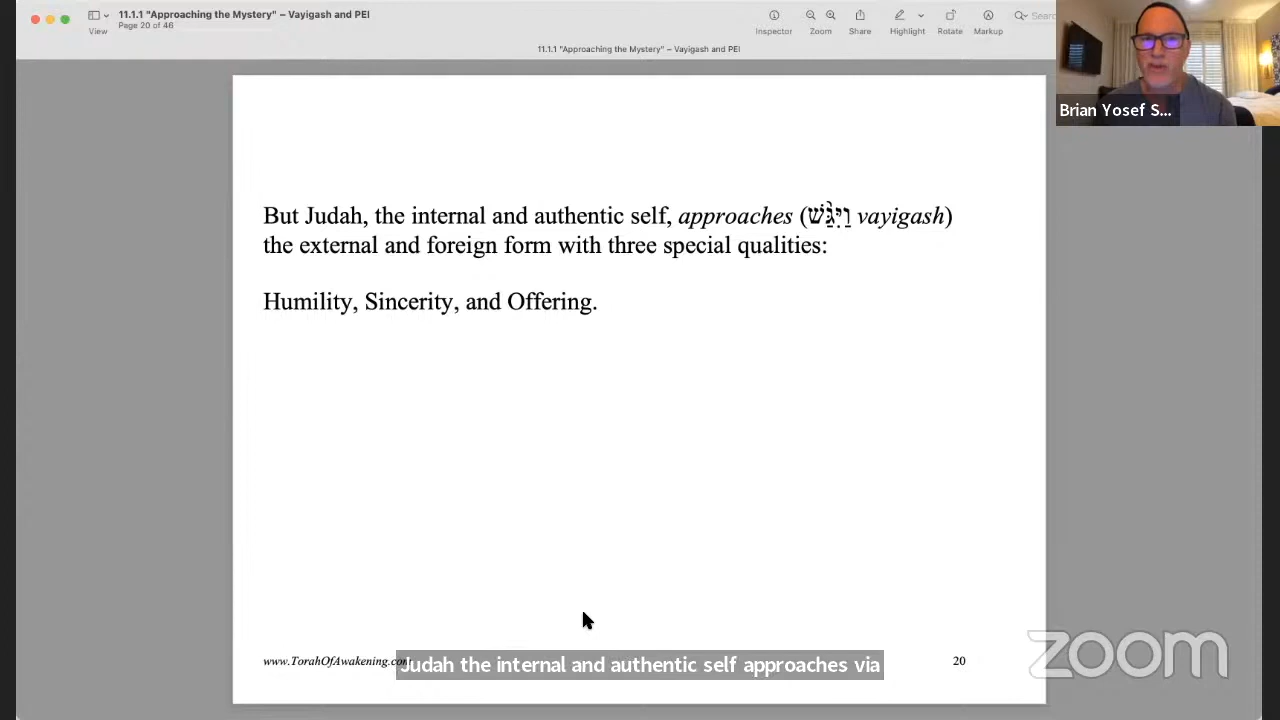 11.1.1 "Approaching the Mystery" – Vayigash and PEI
Page 20 of 46
View
Inspector
Zoom
Share
Highlight
Rotate
Markup
11.1.1 "Approaching the Mystery" – Vayigash and PEI
Brian Yosef S...
But Judah, the internal and authentic self, approaches (וַיִּגַּ֨שׁ vayigash)
the external and foreign form with three special qualities:
Humility, Sincerity, and Offering.
Judah the internal and authentic self approaches via
20
zoom